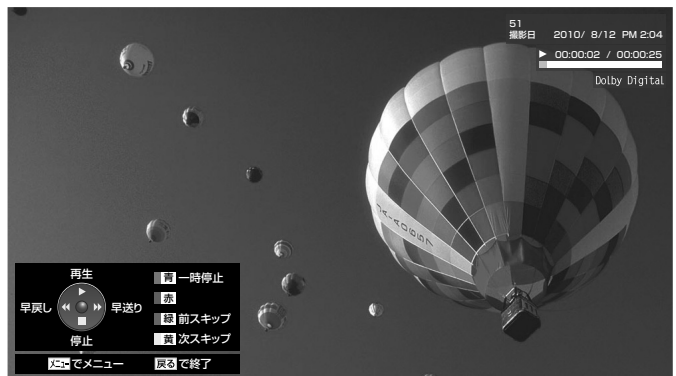 51
撮影日 2010/ 8/12 PM 2:04
00:00:02 / 00:00:25
Dolby Digital
JA-A0657
再生
早戻し 早送り
停止
青 一時停止
赤
緑 前スキップ
黄 次スキップ
メニュー でメニュー 戻る で終了